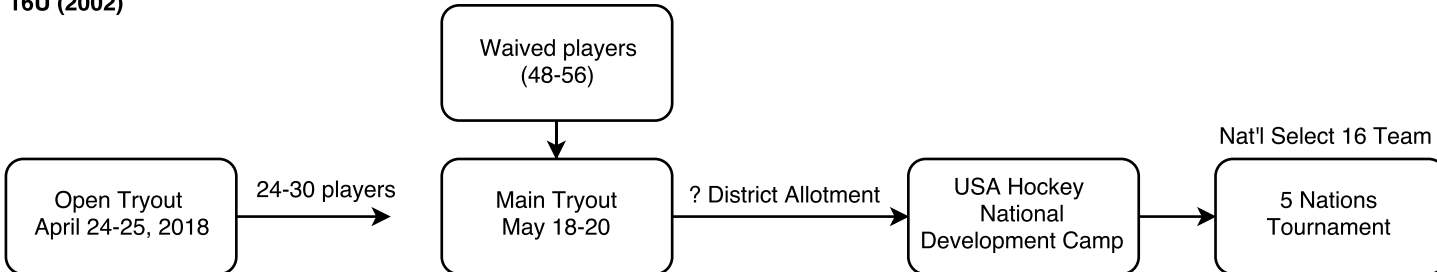 16U (2002)
Waived players
(48-56)
Nat'l Select 16 Team
Open Tryout
April 24-25, 2018
24-30 players
Main Tryout
May 18-20
? District Allotment
USA Hockey
National
Development Camp
5 Nations
Tournament